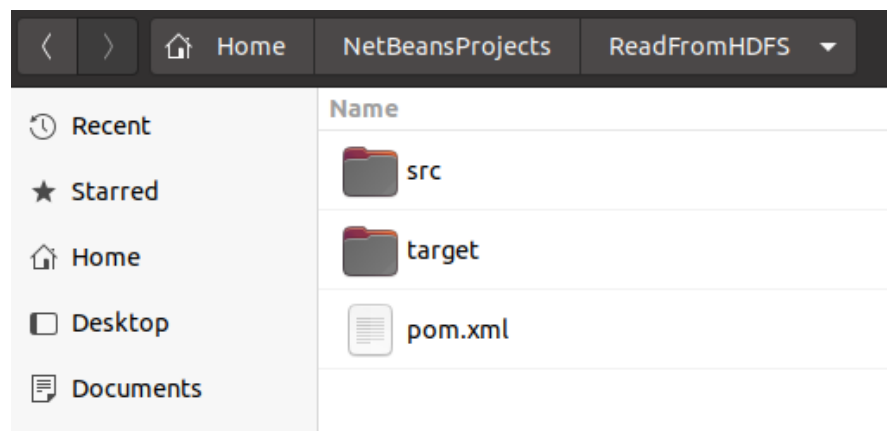 Home NetBeansProjects ReadFromHDFS
Name
Recent
src
Starred
target
Home
Desktop
pom.xml
Documents